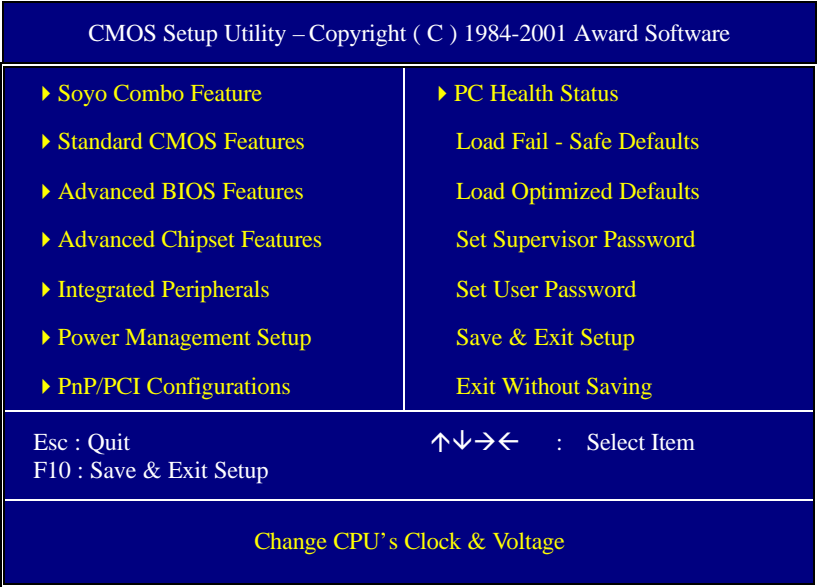 CMOS Setup Utility – Copyright ( C ) 1984-2001 Award Software
Soyo Combo Feature
Standard CMOS Features
Advanced BIOS Features
Advanced Chipset Features
Integrated Peripherals
Power Management Setup
PnP/PCI Configurations
PC Health Status
Load Fail - Safe Defaults
Load Optimized Defaults
Set Supervisor Password
Set User Password
Save & Exit Setup
Exit Without Saving
Esc : Quit
F10 : Save & Exit Setup
↑↓→← : Select Item
Change CPU's Clock & Voltage